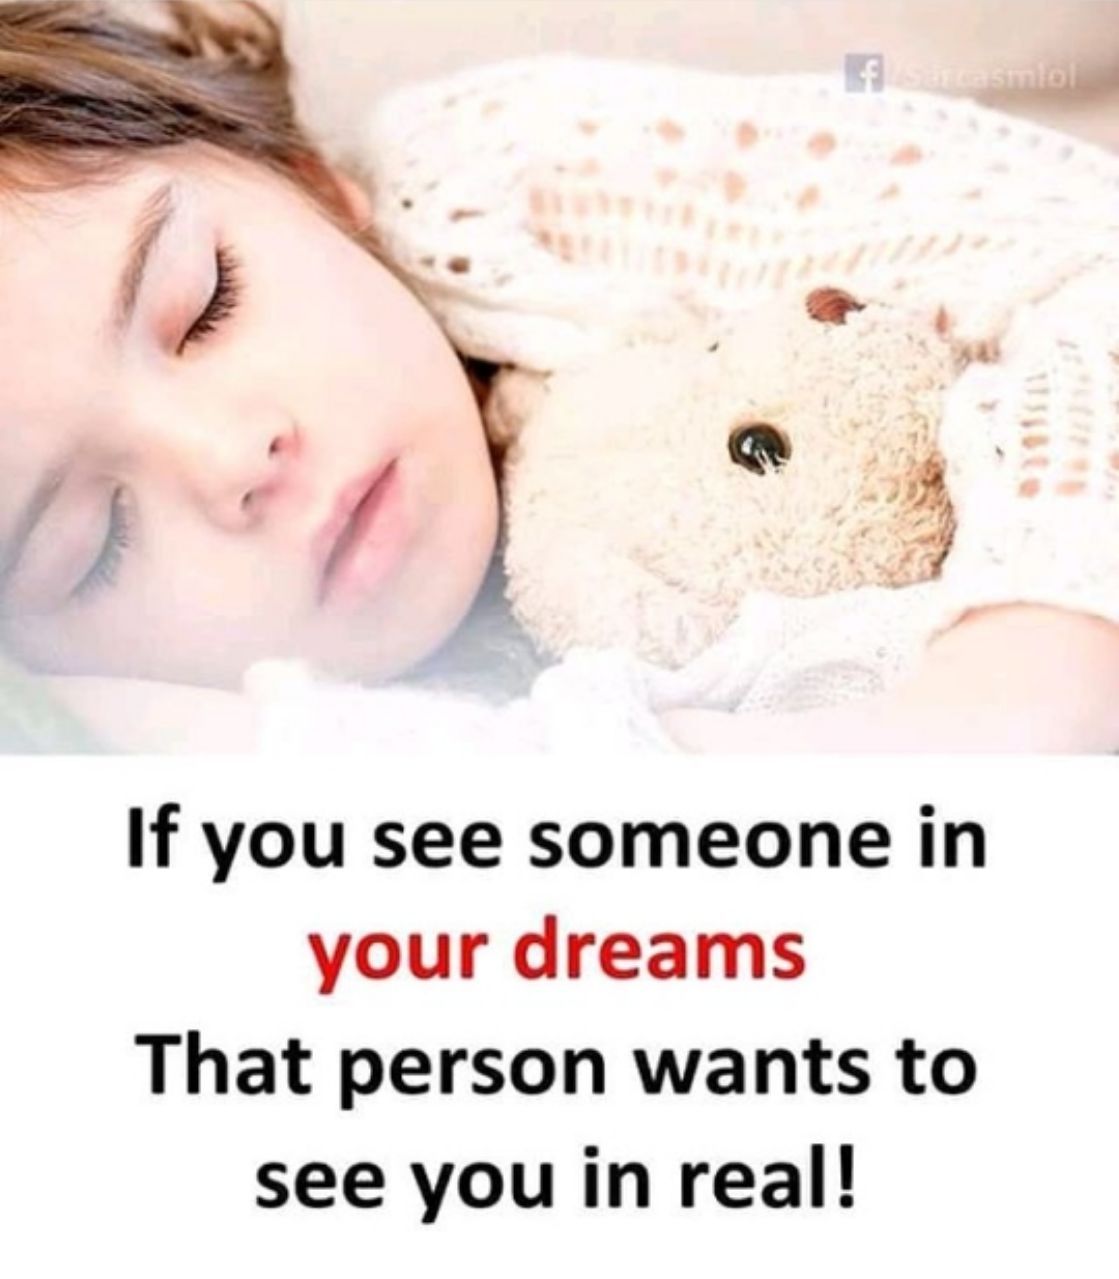 f /Sarcasmlol
If you see someone in
your dreams
That person wants to
see you in real!